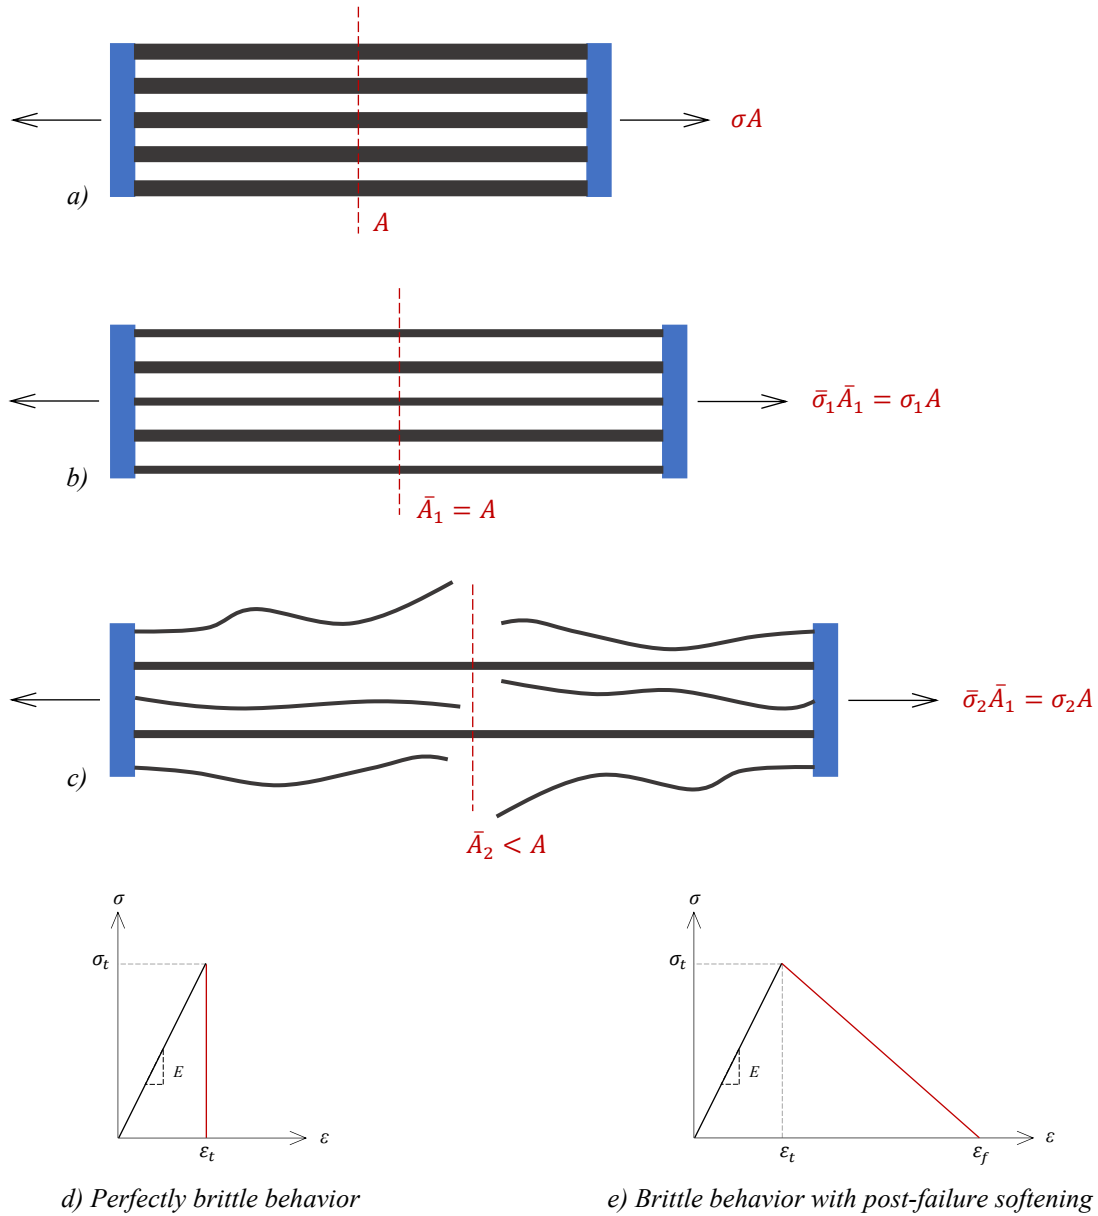 σA
a)
A
σ̄₁Ā₁ = σ₁A
b)
Ā₁ = A
σ̄₂Ā₁ = σ₂A
c)
Ā₂ < A
σ
σₜ
E
εₜ
ε
σ
σₜ
E
εₜ
ε_f
ε
d) Perfectly brittle behavior
e) Brittle behavior with post-failure softening